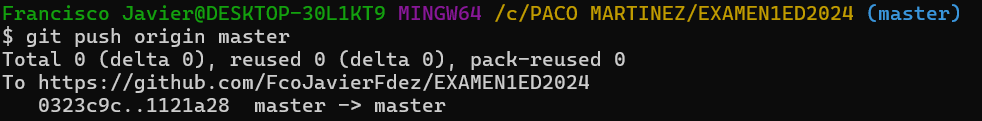 Francisco Javier@DESKTOP-30L1KT9 MINGW64 /c/PACO MARTINEZ/EXAMEN1ED2024 (master)
$ git push origin master
Total 0 (delta 0), reused 0 (delta 0), pack-reused 0
To https://github.com/FcoJavierFdez/EXAMEN1ED2024
   0323c9c..1121a28  master -> master